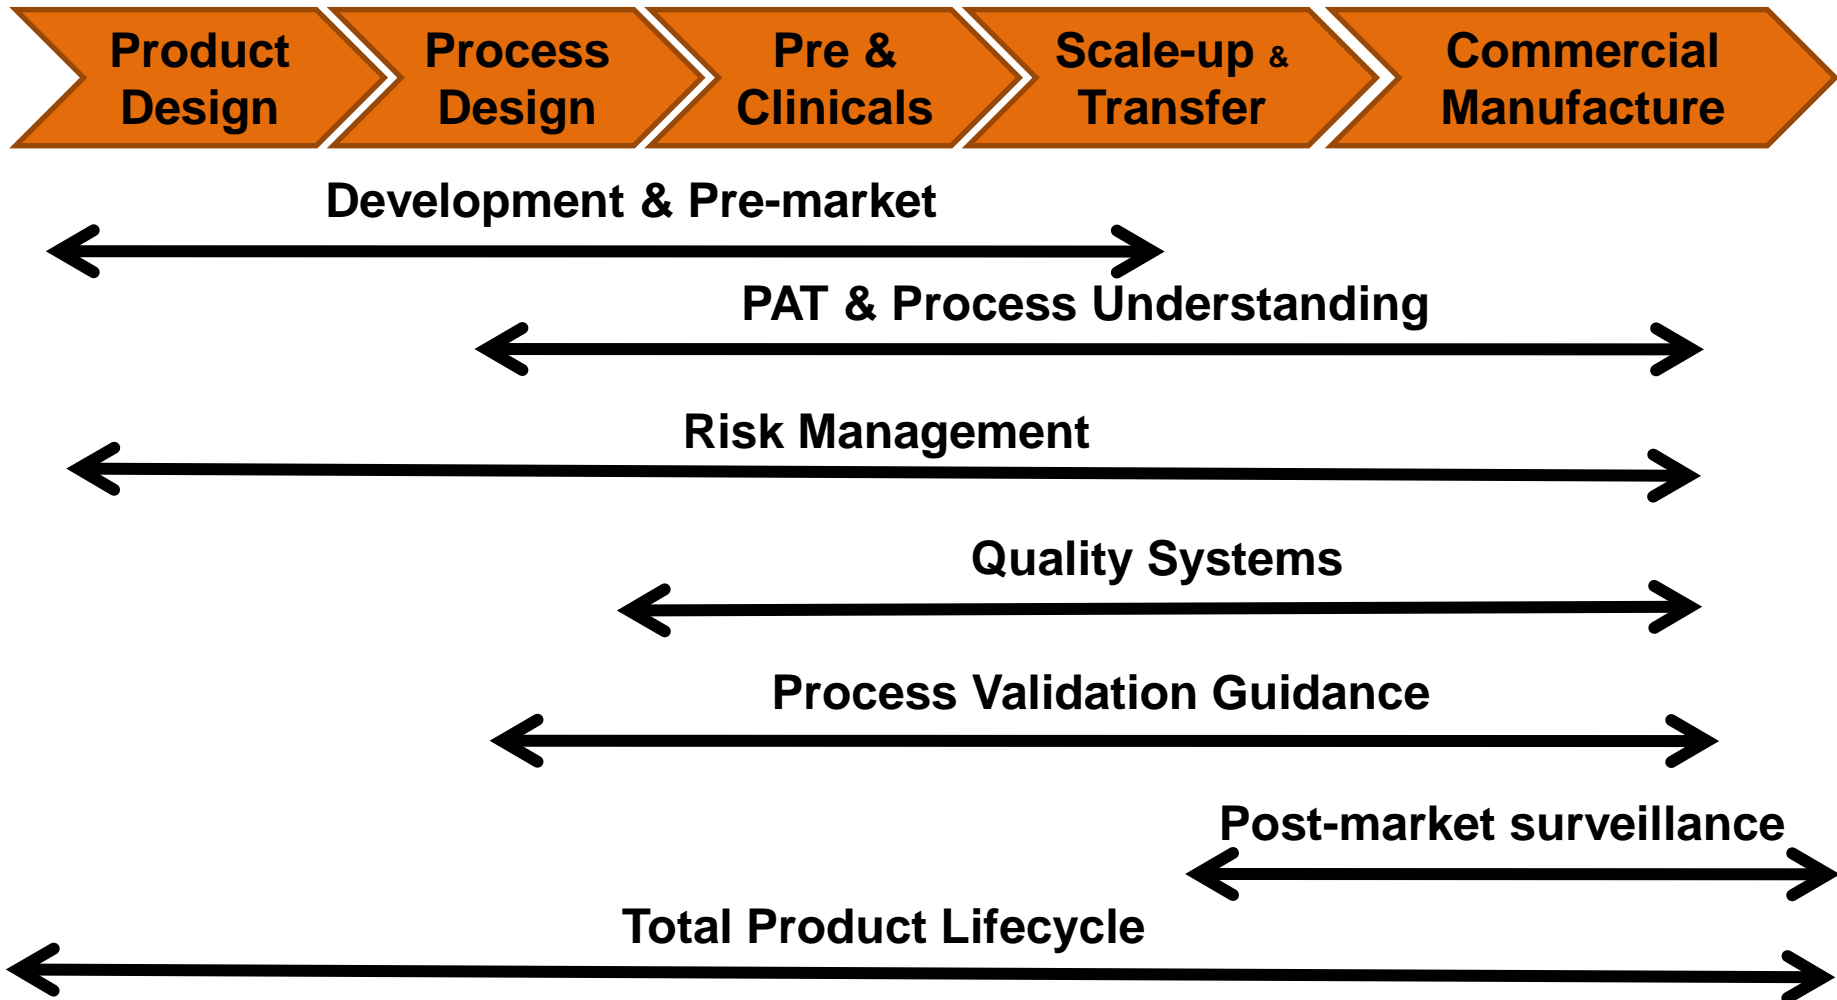 Product
Design
Process
Design
Pre &
Clinicals
Scale-up &
Transfer
Commercial
Manufacture
Development & Pre-market
PAT & Process Understanding
Risk Management
Quality Systems
Process Validation Guidance
Post-market surveillance
Total Product Lifecycle